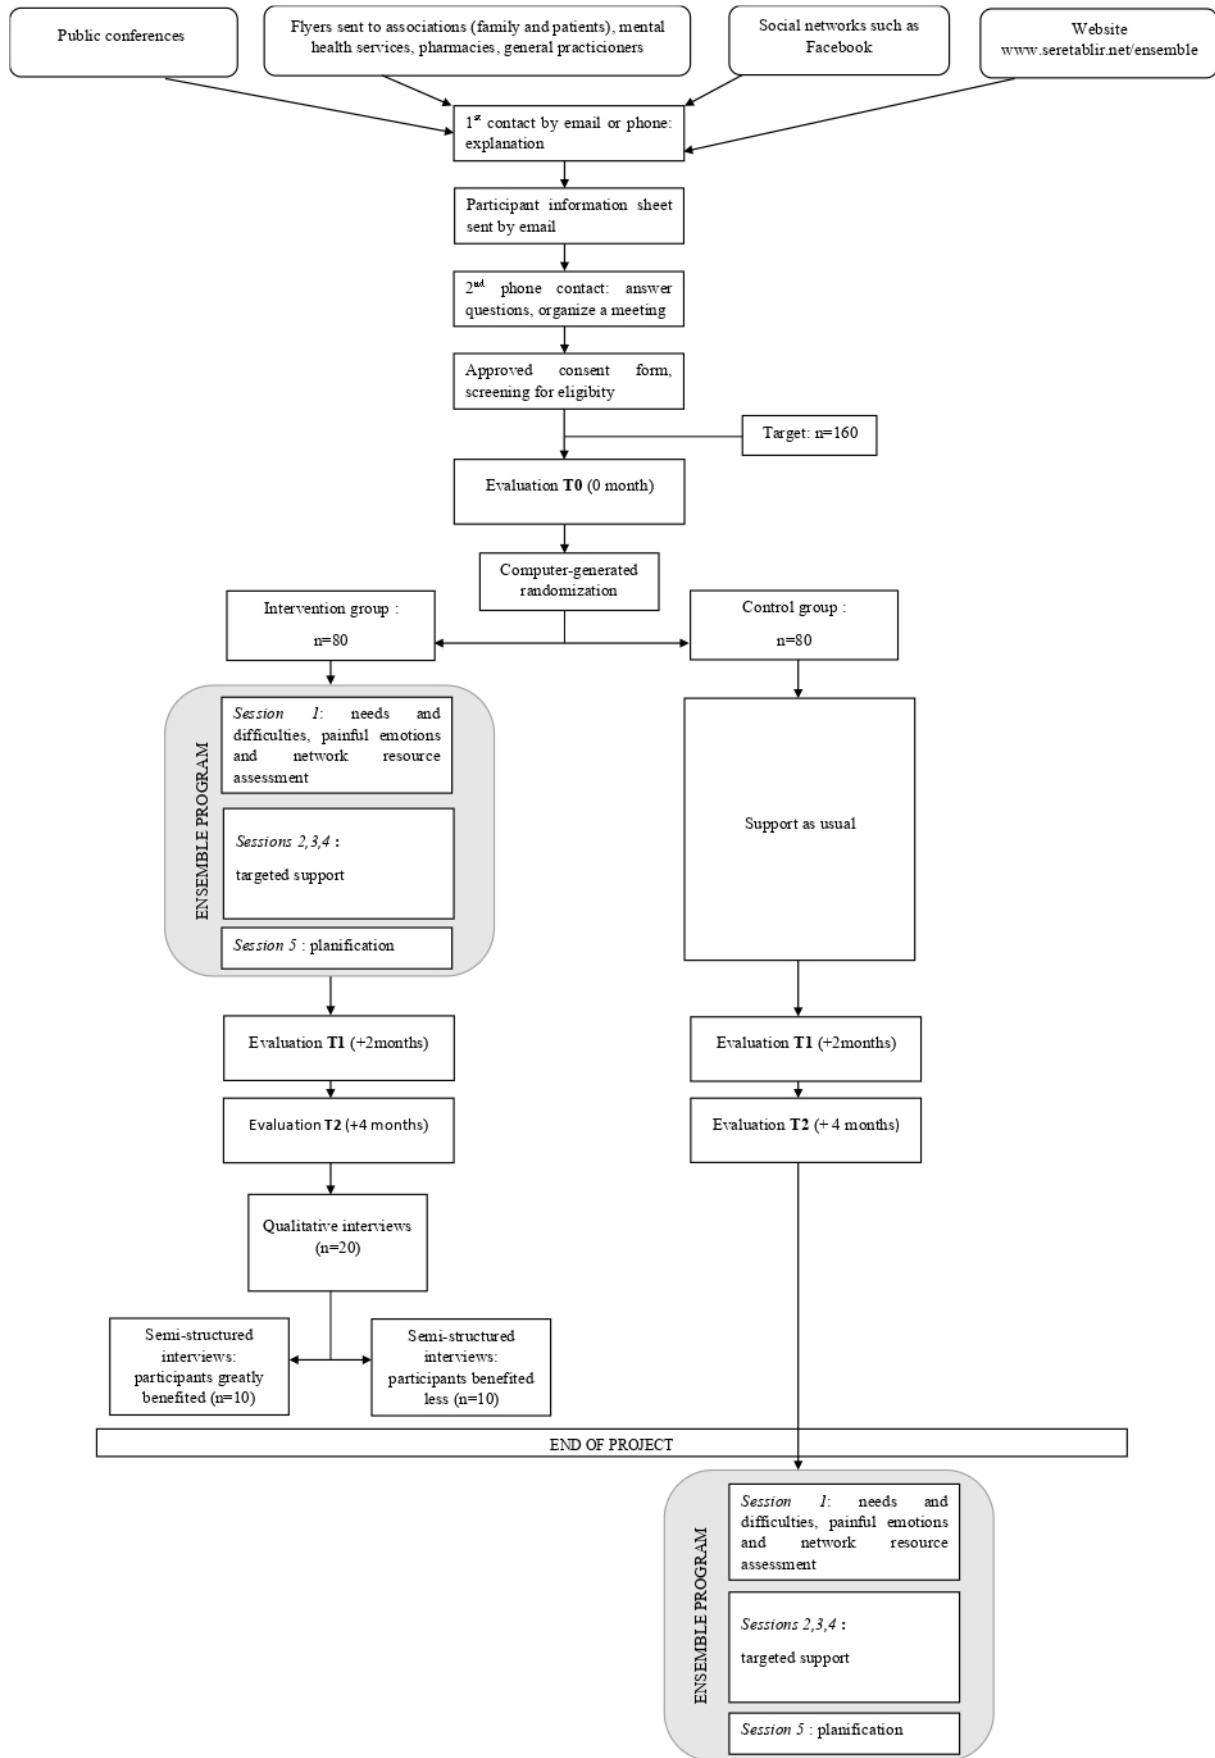 Public conferences
Flyers sent to associations (family and patients), mental
health services, pharmacies, general practicioners
Social networks such as
Facebook
Website
www.seretablir.net/ensemble
1st contact by email or phone:
explanation
Participant information sheet
sent by email
2nd phone contact: answer
questions, organize a meeting
Approved consent form,
screening for eligibity
Target: n=160
Evaluation T0 (0 month)
Computer-generated
randomization
Intervention group :
n=80
Control group :
n=80
ENSEMBLE PROGRAM
Session 1: needs and
difficulties, painful emotions
and network resource
assessment
Sessions 2,3,4 :
targeted support
Session 5 : planification
Support as usual
Evaluation T1 (+2months)
Evaluation T1 (+2months)
Evaluation T2 (+4 months)
Evaluation T2 (+ 4 months)
Qualitative interviews
(n=20)
Semi-structured
interviews:
participants greatly
benefited (n=10)
Semi-structured
interviews:
participants benefited
less (n=10)
END OF PROJECT
ENSEMBLE PROGRAM
Session 1: needs and
difficulties, painful emotions
and network resource
assessment
Sessions 2,3,4 :
targeted support
Session 5 : planification